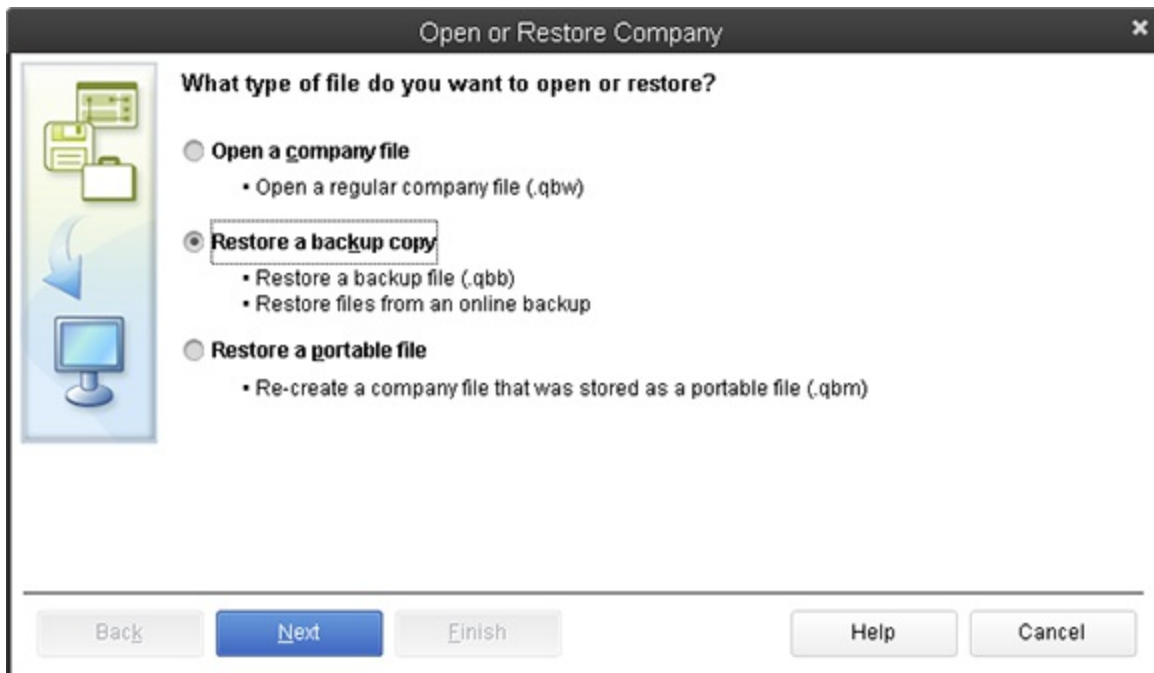 Open or Restore Company
What type of file do you want to open or restore?
Open a company file
• Open a regular company file (.qbw)
Restore a backup copy
• Restore a backup file (.qbb)
• Restore files from an online backup
Restore a portable file
• Re-create a company file that was stored as a portable file (.qbm)
Back Next Finish Help Cancel